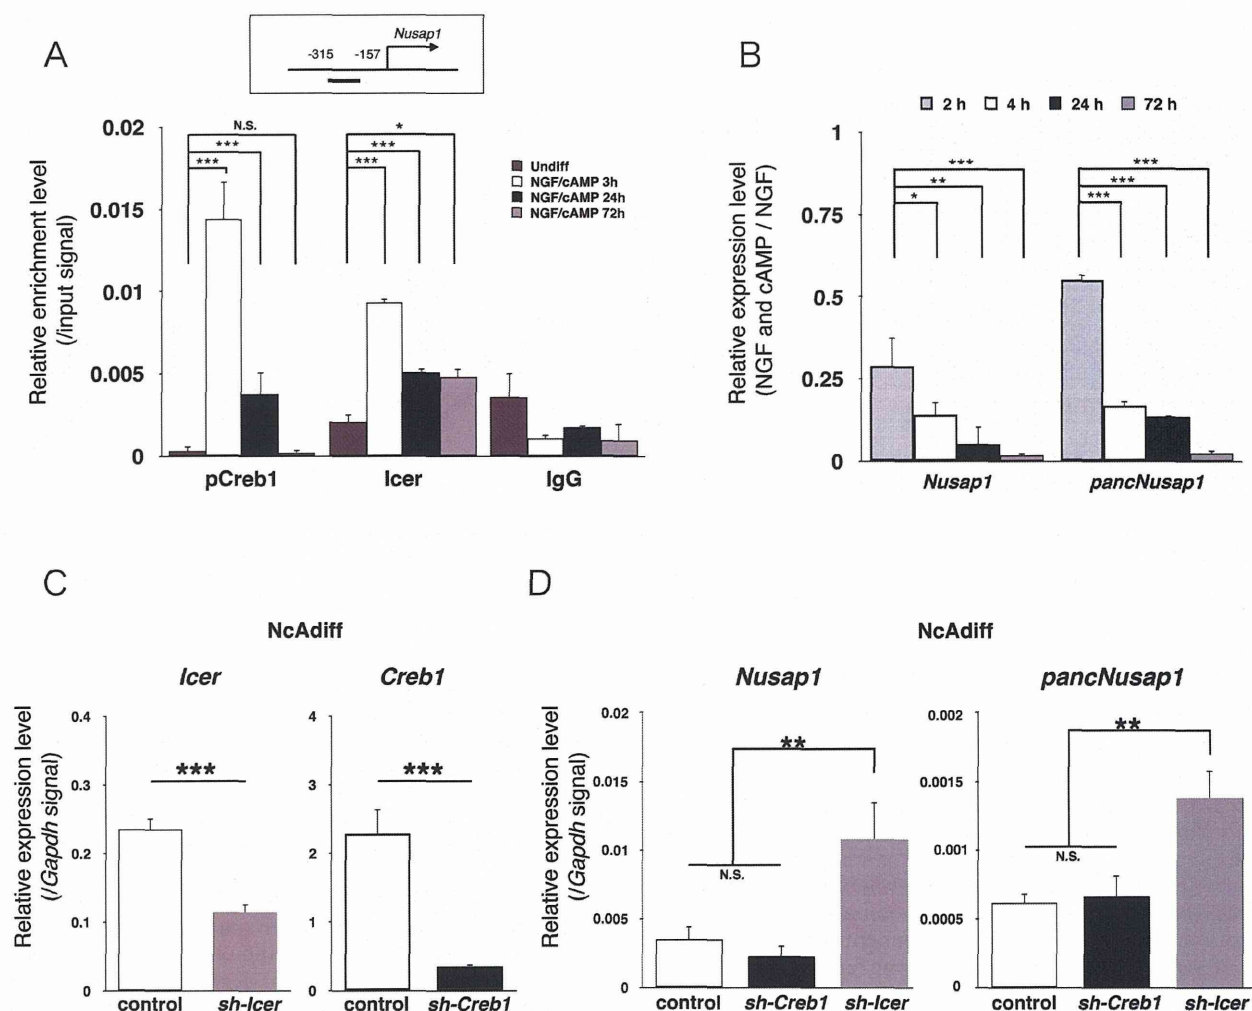 A
Nusap1
-315 -157
0.02
0.015
0.01
0.005
0
Relative enrichment level
(/input signal)
N.S.
***
***
*
***
***
Undiff
NGF/cAMP 3h
NGF/cAMP 24h
NGF/cAMP 72h
pCreb1 Icer IgG
B
2 h 4 h 24 h 72 h
1
0.75
0.5
0.25
0
Relative expression level
(NGF and cAMP / NGF)
***
**
*
***
***
***
Nusap1 pancNusap1
C
NcAdiff
Icer Creb1
Relative expression level
(/Gapdh signal)
0.4
0.3
0.2
0.1
0
***
control sh-Icer
4
3
2
1
0
***
control sh-Creb1
D
NcAdiff
Nusap1 pancNusap1
Relative expression level
(/Gapdh signal)
0.02
0.015
0.01
0.005
0
**
N.S.
control sh-Creb1 sh-Icer
0.002
0.0015
0.001
0.0005
0
**
N.S.
control sh-Creb1 sh-Icer